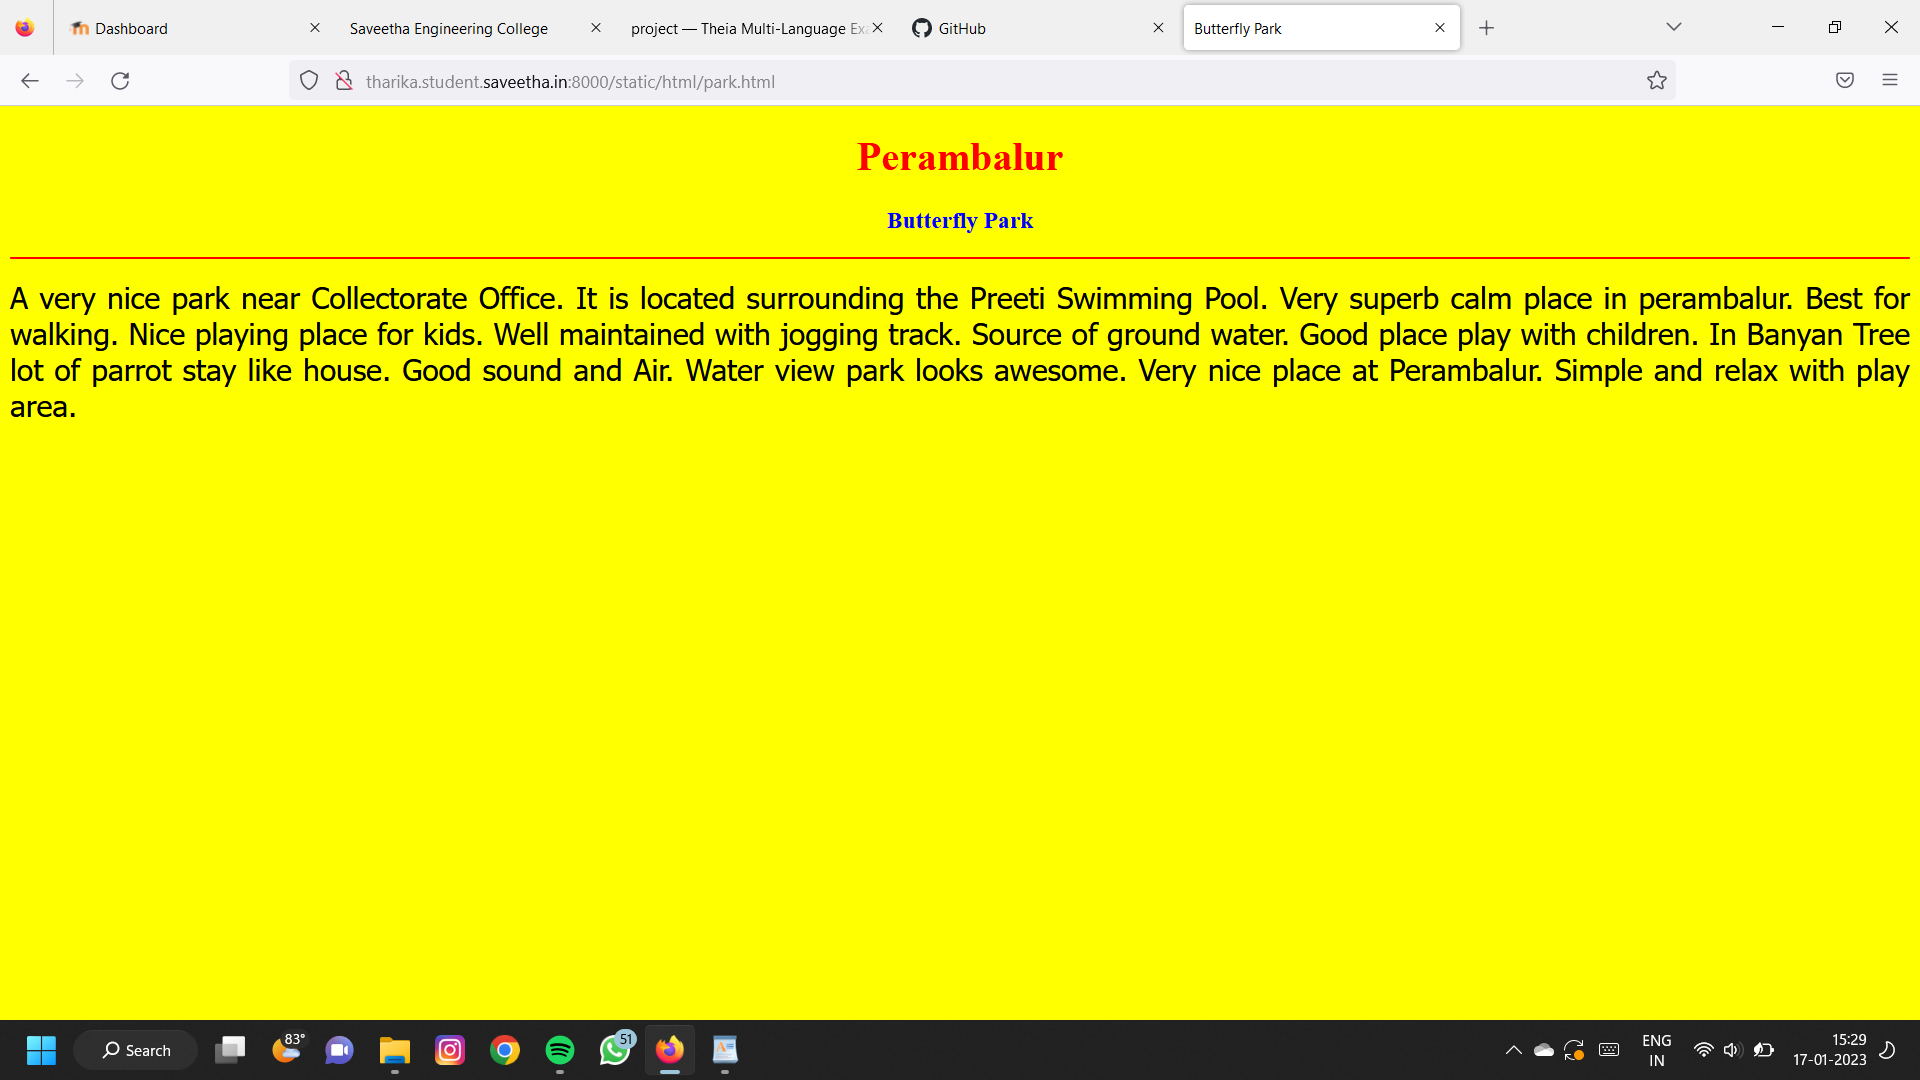 Dashboard
Saveetha Engineering College
project — Theia Multi-Language Ex
GitHub
Butterfly Park
tharika.student.saveetha.in:8000/static/html/park.html
Perambalur
Butterfly Park
A very nice park near Collectorate Office. It is located surrounding the Preeti Swimming Pool. Very superb calm place in perambalur. Best for
walking. Nice playing place for kids. Well maintained with jogging track. Source of ground water. Good place play with children. In Banyan Tree
lot of parrot stay like house. Good sound and Air. Water view park looks awesome. Very nice place at Perambalur. Simple and relax with play
area.
Search
83°
51
ENG
IN
15:29
17-01-2023